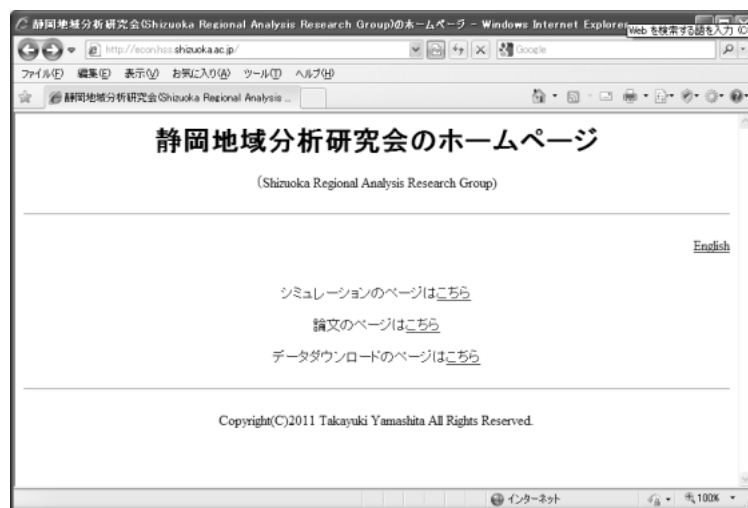 静岡地域分析研究会(Shizuoka Regional Analysis Research Group)のホームページ - Windows Internet Explorer
Web を検索する語を入力 (C
http://econ.hss.shizuoka.ac.jp/
Google
ファイル(F) 編集(E) 表示(V) お気に入り(A) ツール(T) ヘルプ(H)
静岡地域分析研究会(Shizuoka Regional Analysis ...
静岡地域分析研究会のホームページ
(Shizuoka Regional Analysis Research Group)
English
シミュレーションのページはこちら
論文のページはこちら
データダウンロードのページはこちら
Copyright(C)2011 Takayuki Yamashita All Rights Reserved.
インターネット
100%